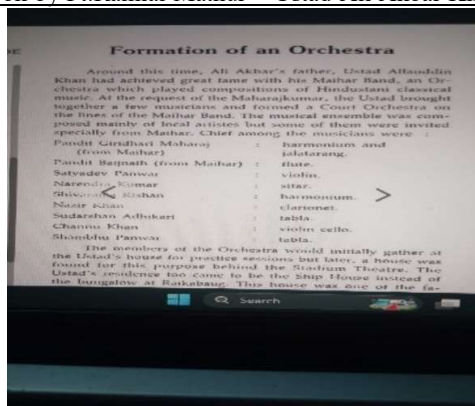 Formation of an Orchestra
Around this time, Ali Akbar's father, Ustad Allauddin
Khan had achieved great fame with his Maihar Band, an Or-
chestra which played compositions of Hindustani classical
music. At the request of the Maharajkumar, the Ustad brought
together a few musicians and formed a Court Orchestra on
the lines of the Maihar Band. The musical ensemble was com-
posed mainly of local artistes but some of them were invited
specially from Maihar. Chief among the musicians were :
Pandit Giridhari Maharaj : harmonium and
(from Maihar) jalatarang.
Pandit Baijnath (from Maihar) : flute.
Satyadev Panwar : violin.
Narendra Kumar : sitar.
Kishan : harmonium.
Nazir Khan : clarionet.
Sudarshan Adhikari : tabla.
Channu Khan : violin cello.
Shambhu Panwar : tabla.
The members of the Orchestra would initially gather at
the Ustad's house for practice sessions but later, a house was
found for this purpose behind the Stadium Theatre. The
Ustad's residence too came to be the Ship House instead of
the bungalow at Raikabaug. This house was one of the fa-
Search